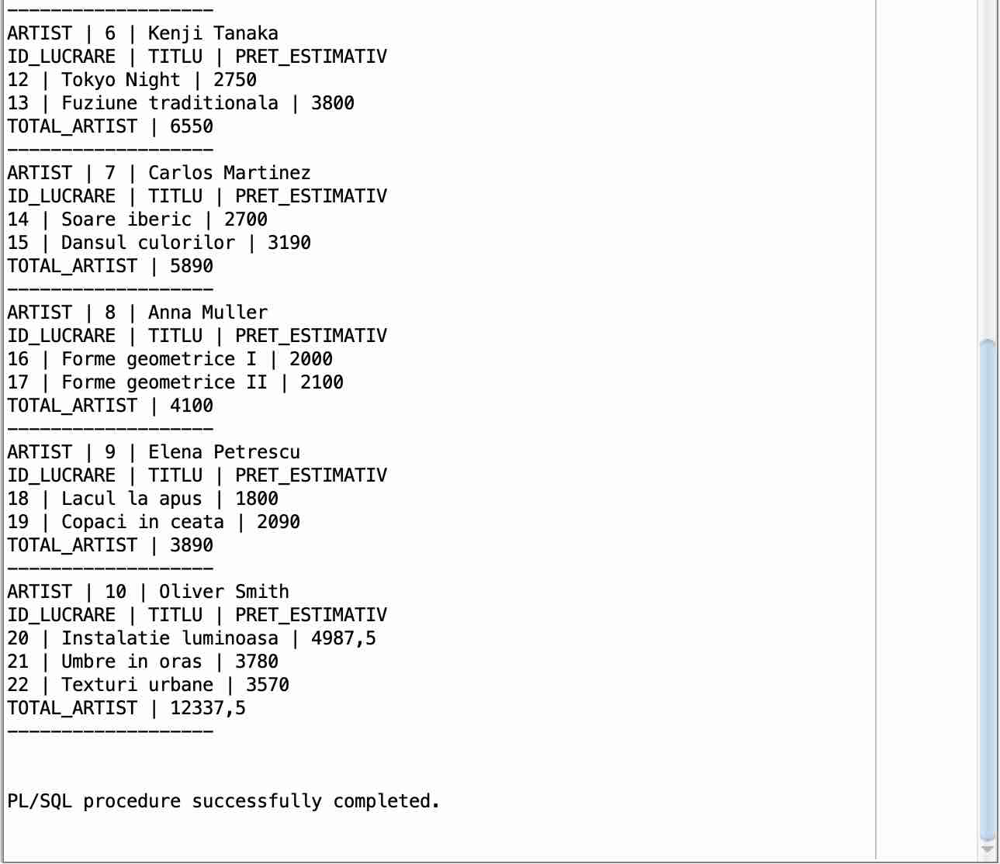 -------------------
ARTIST | 6 | Kenji Tanaka
ID_LUCRARE | TITLU | PRET_ESTIMATIV
12 | Tokyo Night | 2750
13 | Fuziune traditionala | 3800
TOTAL_ARTIST | 6550
-------------------
ARTIST | 7 | Carlos Martinez
ID_LUCRARE | TITLU | PRET_ESTIMATIV
14 | Soare iberic | 2700
15 | Dansul culorilor | 3190
TOTAL_ARTIST | 5890
-------------------
ARTIST | 8 | Anna Muller
ID_LUCRARE | TITLU | PRET_ESTIMATIV
16 | Forme geometrice I | 2000
17 | Forme geometrice II | 2100
TOTAL_ARTIST | 4100
-------------------
ARTIST | 9 | Elena Petrescu
ID_LUCRARE | TITLU | PRET_ESTIMATIV
18 | Lacul la apus | 1800
19 | Copaci in ceata | 2090
TOTAL_ARTIST | 3890
-------------------
ARTIST | 10 | Oliver Smith
ID_LUCRARE | TITLU | PRET_ESTIMATIV
20 | Instalatie luminoasa | 4987,5
21 | Umbre in oras | 3780
22 | Texturi urbane | 3570
TOTAL_ARTIST | 12337,5
-------------------
PL/SQL procedure successfully completed.